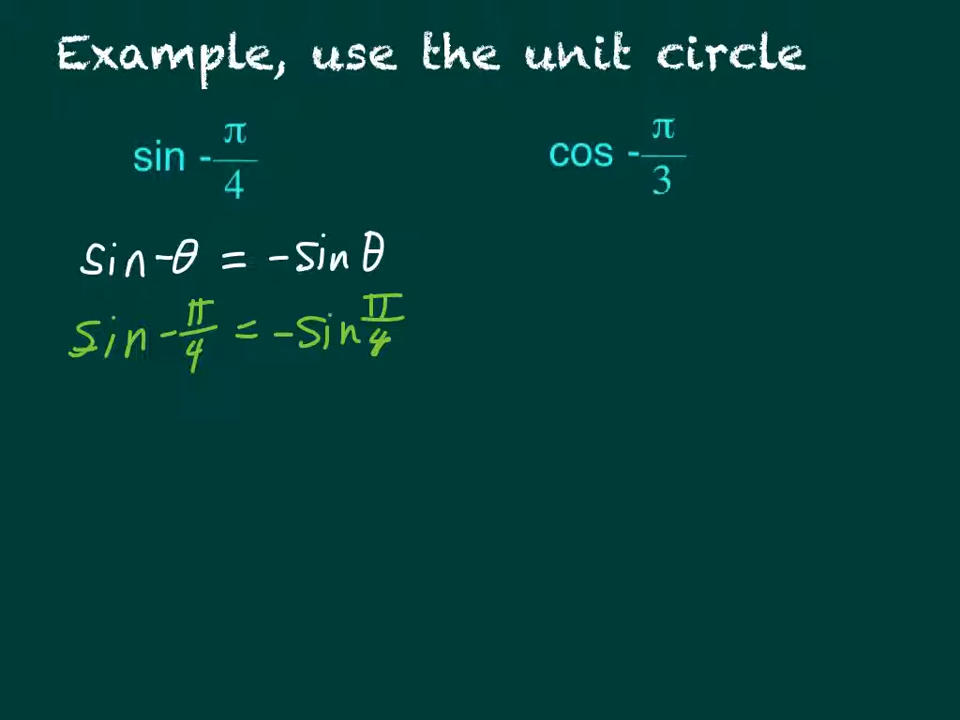 Example, use the unit circle
sin -π/4
cos -π/3
sin -θ = -sin θ
sin -π/4 = -sin π/4